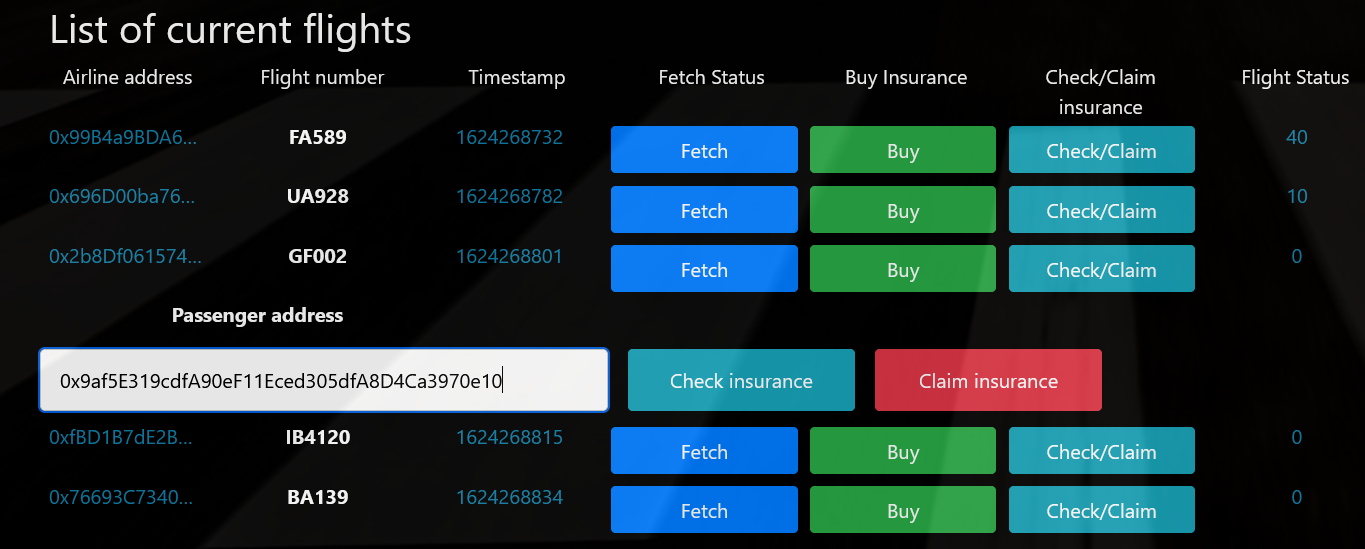 List of current flights
Airline address Flight number Timestamp Fetch Status Buy Insurance Check/Claim insurance Flight Status
0x99B4a9BDA6... FA589 1624268732 Fetch Buy Check/Claim 40
0x696D00ba76... UA928 1624268782 Fetch Buy Check/Claim 10
0x2b8Df061574... GF002 1624268801 Fetch Buy Check/Claim 0
Passenger address
0x9af5E319cdfA90eF11Eced305dfA8D4Ca3970e10 Check insurance Claim insurance
0xfBD1B7dE2B... IB4120 1624268815 Fetch Buy Check/Claim 0
0x76693C7340... BA139 1624268834 Fetch Buy Check/Claim 0